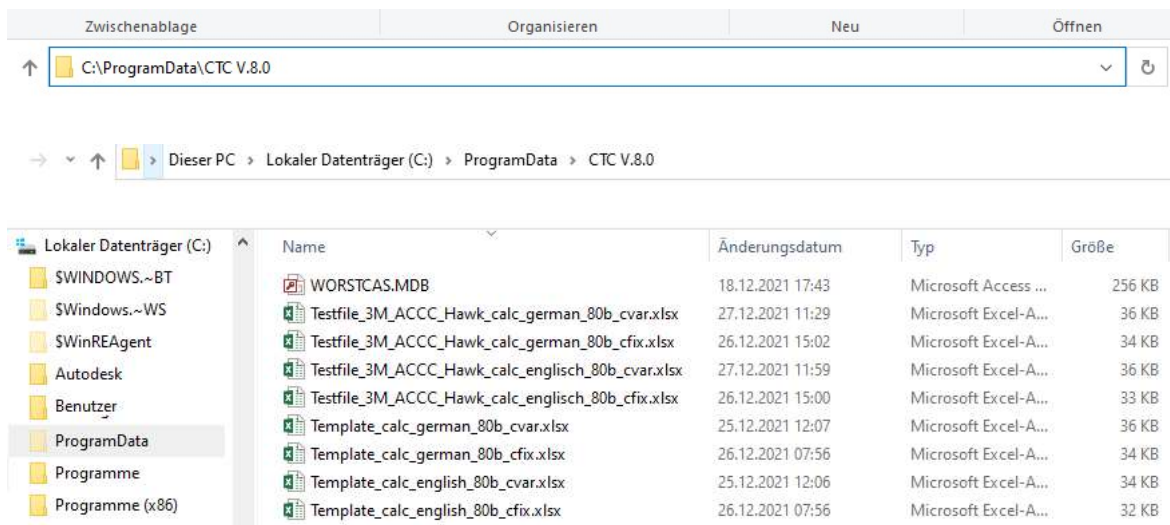 Zwischenablage Organisieren Neu Öffnen
C:\ProgramData\CTC V.8.0
Dieser PC > Lokaler Datenträger (C:) > ProgramData > CTC V.8.0
Lokaler Datenträger (C:) Name Änderungsdatum Typ Größe
$WINDOWS.~BT WORSTCAS.MDB 18.12.2021 17:43 Microsoft Access ... 256 KB
$Windows.~WS Testfile_3M_ACCC_Hawk_calc_german_80b_cvar.xlsx 27.12.2021 11:29 Microsoft Excel-A... 36 KB
$WinREAgent Testfile_3M_ACCC_Hawk_calc_german_80b_cfix.xlsx 26.12.2021 15:02 Microsoft Excel-A... 34 KB
Autodesk Testfile_3M_ACCC_Hawk_calc_englisch_80b_cvar.xlsx 27.12.2021 11:59 Microsoft Excel-A... 36 KB
Benutzer Testfile_3M_ACCC_Hawk_calc_englisch_80b_cfix.xlsx 26.12.2021 15:00 Microsoft Excel-A... 33 KB
ProgramData Template_calc_german_80b_cvar.xlsx 25.12.2021 12:07 Microsoft Excel-A... 36 KB
Template_calc_german_80b_cfix.xlsx 26.12.2021 07:56 Microsoft Excel-A... 34 KB
Programme Template_calc_english_80b_cvar.xlsx 25.12.2021 12:06 Microsoft Excel-A... 34 KB
Programme (x86) Template_calc_english_80b_cfix.xlsx 26.12.2021 07:56 Microsoft Excel-A... 32 KB